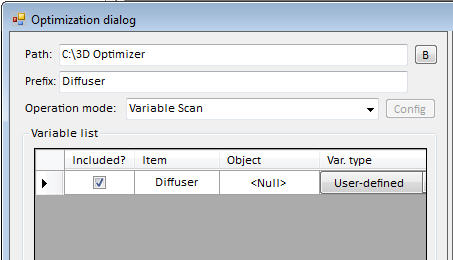 Optimization dialog
Path: C:\3D Optimizer B
Prefix: Diffuser
Operation mode: Variable Scan Config
Variable list
Included? Item Object Var. type
Diffuser <Null> User-defined